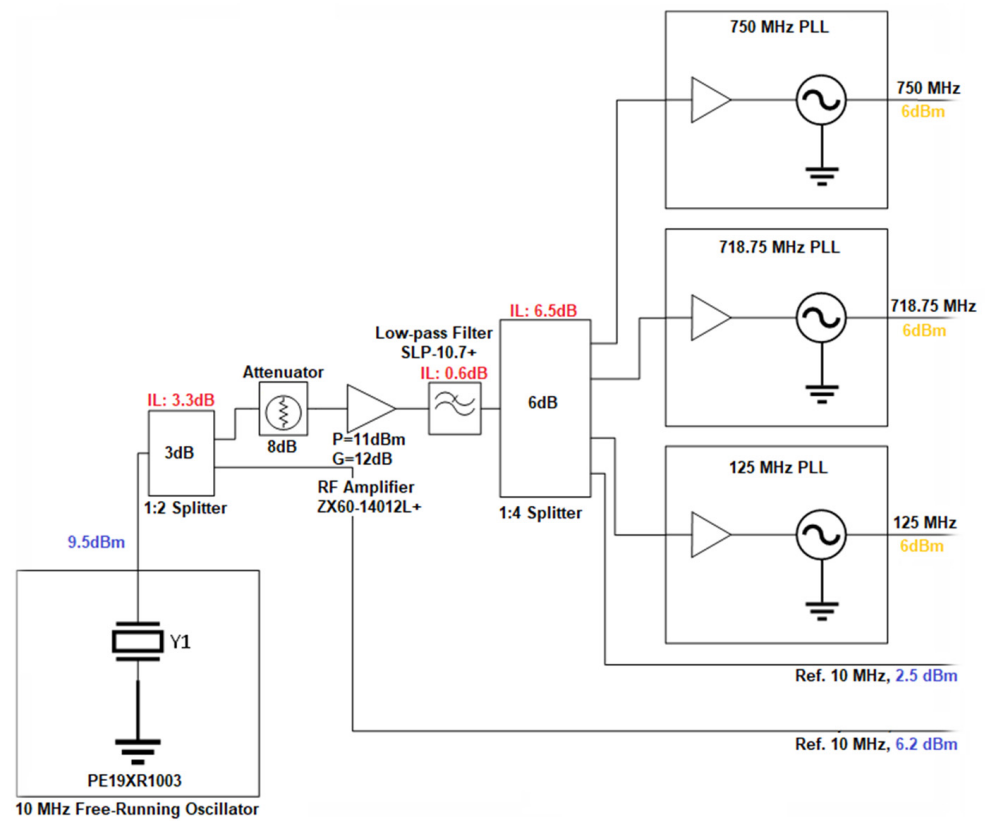 750 MHz PLL
750 MHz
6dBm
718.75 MHz PLL
718.75 MHz
6dBm
IL: 6.5dB
Low-pass Filter
SLP-10.7+
IL: 0.6dB
Attenuator
IL: 3.3dB
6dB
3dB
8dB
P=11dBm
G=12dB
RF Amplifier
ZX60-14012L+
1:2 Splitter
1:4 Splitter
125 MHz PLL
125 MHz
6dBm
9.5dBm
Y1
PE19XR1003
10 MHz Free-Running Oscillator
Ref. 10 MHz, 2.5 dBm
Ref. 10 MHz, 6.2 dBm